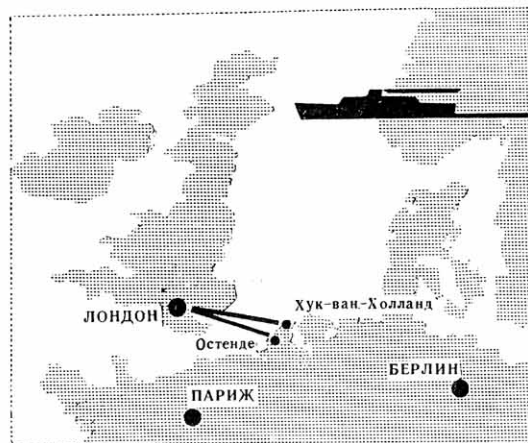 Хук-ван-Холланд
ЛОНДОН
Остенде
БЕРЛИН
ПАРИЖ